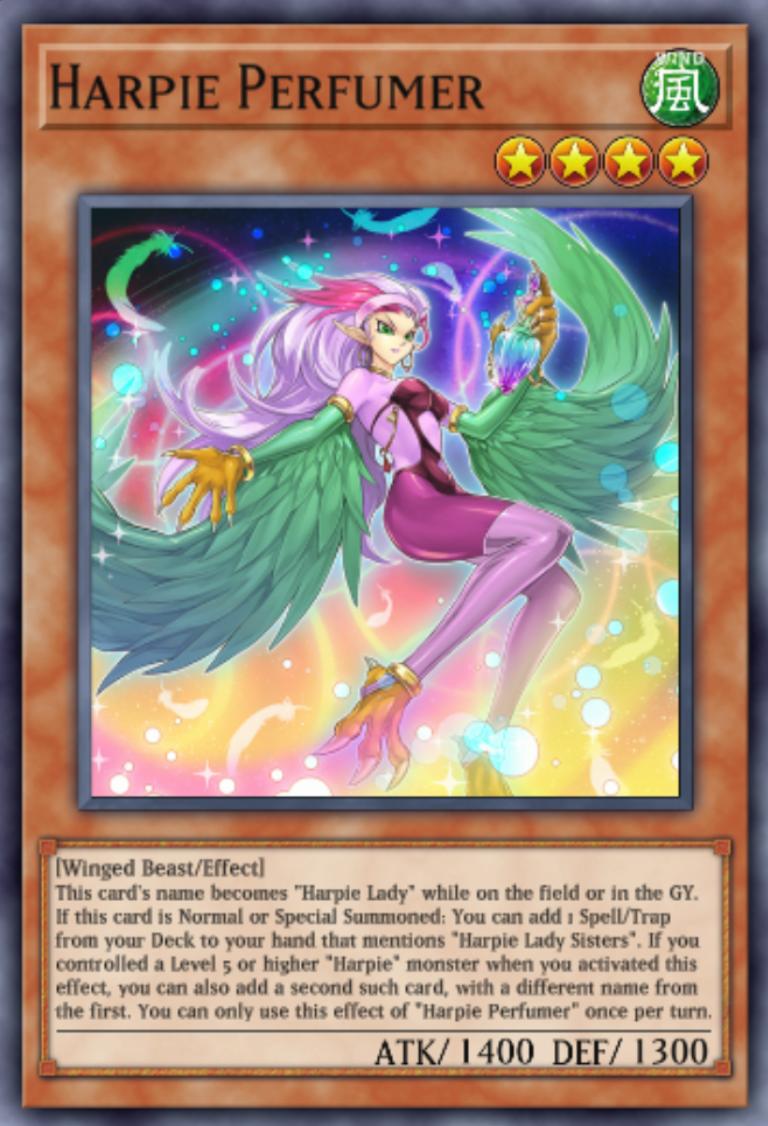 Harpie Perfumer
WIND
風
[Winged Beast/Effect]
This card's name becomes "Harpie Lady" while on the field or in the GY.
If this card is Normal or Special Summoned: You can add 1 Spell/Trap
from your Deck to your hand that mentions "Harpie Lady Sisters". If you
controlled a Level 5 or higher "Harpie" monster when you activated this
effect, you can also add a second such card, with a different name from
the first. You can only use this effect of "Harpie Perfumer" once per turn.
ATK/ 1400 DEF/ 1300